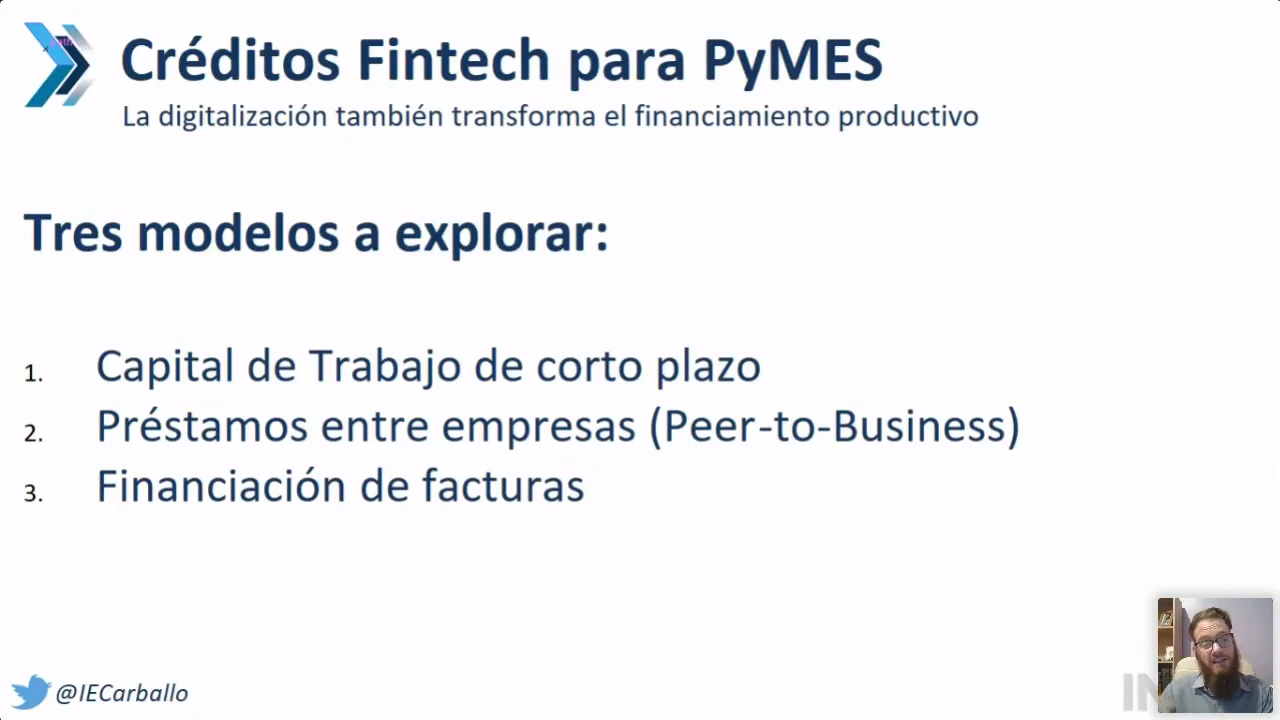 Créditos Fintech para PyMES
La digitalización también transforma el financiamiento productivo
Tres modelos a explorar:
1. Capital de Trabajo de corto plazo
2. Préstamos entre empresas (Peer-to-Business)
3. Financiación de facturas
@IECarballo